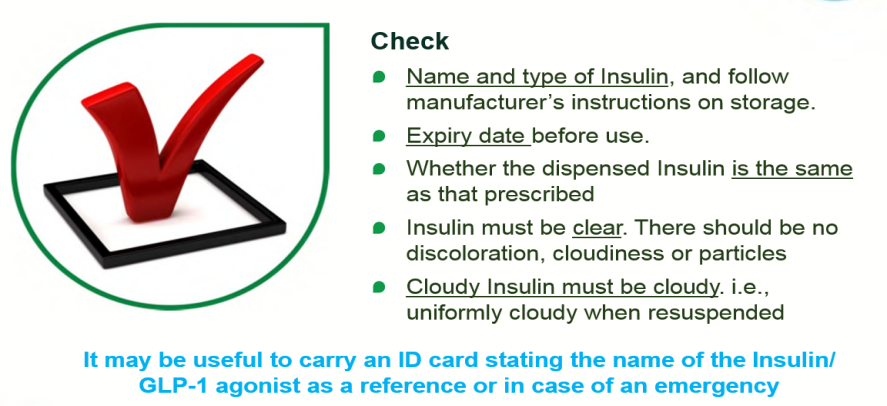 Check
Name and type of Insulin, and follow
manufacturer's instructions on storage.
Expiry date before use.
Whether the dispensed Insulin is the same
as that prescribed
Insulin must be clear. There should be no
discoloration, cloudiness or particles
Cloudy Insulin must be cloudy. i.e.,
uniformly cloudy when resuspended
It may be useful to carry an ID card stating the name of the Insulin/
GLP-1 agonist as a reference or in case of an emergency